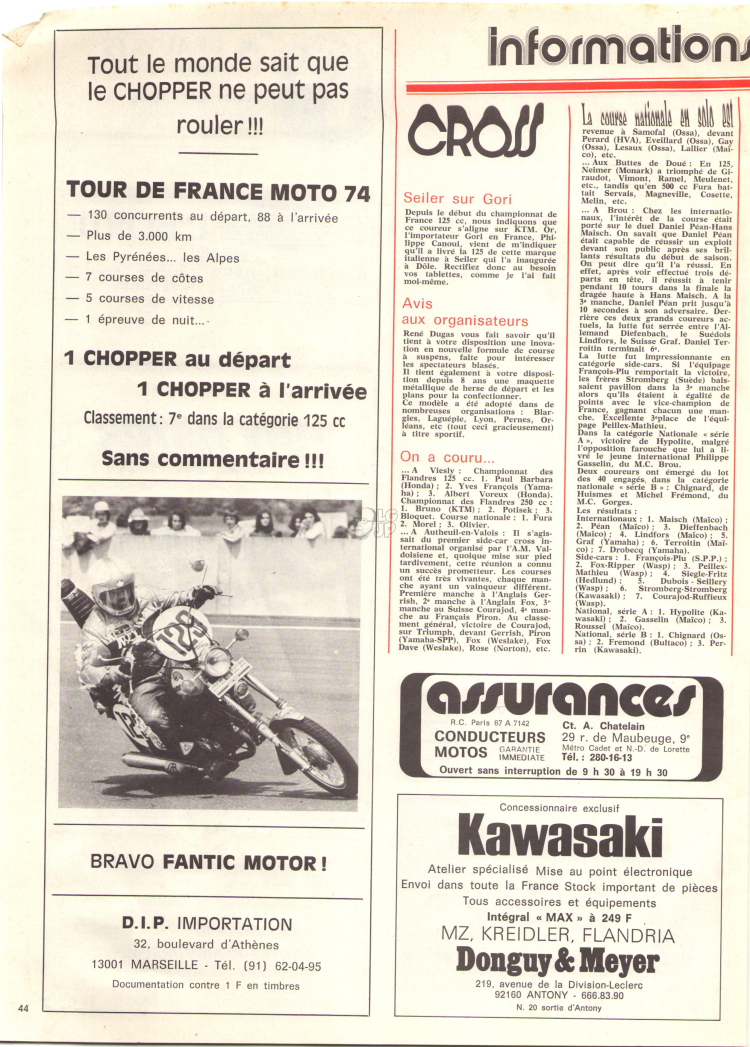 Tout le monde sait que
le CHOPPER ne peut pas
rouler !!!
TOUR DE FRANCE MOTO 74
— 130 concurrents au départ, 88 à l'arrivée
— Plus de 3.000 km
— Les Pyrénées... les Alpes
— 7 courses de côtes
— 5 courses de vitesse
— 1 épreuve de nuit...
1 CHOPPER au départ
1 CHOPPER à l'arrivée
Classement : 7e dans la catégorie 125 cc
Sans commentaire !!!
129
BRAVO FANTIC MOTOR !
D.I.P. IMPORTATION
32, boulevard d'Athènes
13001 MARSEILLE - Tél. (91) 62-04-95
Documentation contre 1 F en timbres
44
informations
CROSS
Seiler sur Gori
Depuis le début du championnat de
France 125 cc, nous indiquons que
ce coureur s'aligne sur KTM. Or,
l'importateur Gori en France, Phi-
lippe Canoul, vient de m'indiquer
qu'il a livré la 125 de cette marque
italienne à Seiler qui l'a inaugurée
à Dôle. Rectifiez donc au besoin
vos tablettes, comme je l'ai fait
moi-même.
Avis
aux organisateurs
René Dugas vous fait savoir qu'il
tient à votre disposition une inova-
tion en nouvelle formule de course
à suspens, faite pour intéresser
les spectateurs blasés.
Il tient également à votre disposi-
tion depuis 8 ans une maquette
métallique de herse de départ et les
plans pour la confectionner.
Ce modèle a été adopté dans de
nombreuses organisations : Blar-
gies, Laguépie, Lyon, Pernes, Or-
léans, etc (tout ceci gracieusement)
à titre sportif.
On a couru...
... A Viesly : Championnat des
Flandres 125 cc. 1. Paul Barbara
(Honda) ; 2. Yves François (Yama-
ha) ; 3. Albert Voreux (Honda).
Championnat des Flandres 250 cc :
1. Bruno (KTM) ; 2. Potisek ; 3.
Bloquet. Course nationale : 1. Fura
2. Morel ; 3. Olivier.
... A Autheuil-en-Valois : Il s'agis-
sait du premier side-car cross in-
ternational organisé par l'A.M. Val-
doisiene et, quoique mise sur pied
tardivement, cette réunion a connu
un succès prometteur. Les courses
ont été très vivantes, chaque man-
che ayant un vainqueur différent.
Première manche à l'Anglais Ger-
rish, 2e manche à l'Anglais Fox, 3e
manche au Suisse Courajod, 4e man-
che au Français Piron. Au classe-
ment général, victoire de Courajod,
sur Triumph, devant Gerrish, Piron
(Yamaha-SPP), Fox (Weslake), Fox
Dave (Weslake), Rose (Norton), etc.
La course nationale en solo est
revenue à Samofal (Ossa), devant
Perard (HVA), Eveillard (Ossa), Gay
(Ossa), Lesaux (Ossa), Lallier (Maï-
co), etc.
... Aux Buttes de Doué : En 125,
Neimer (Monark) a triomphé de Gi-
raudot, Vimont, Ramel, Meulenet,
etc., tandis qu'en 500 cc Fura bat-
tait Servais, Magneville, Cosette,
Melin, etc.
... A Brou : Chez les internatio-
naux, l'intérêt de la course était
porté sur le duel Daniel Péan-Hans
Maisch. On savait que Daniel Péan
était capable de réussir un exploit
devant son public après ses bril-
lants résultats du début de saison.
On peut dire qu'il l'a réussi. En
effet, après voir effectué trois dé-
parts en tête, il réussit à tenir
pendant 10 tours dans la finale la
dragée haute à Hans Maisch. A la
3e manche, Daniel Péan prit jusqu'à
10 secondes à son adversaire. Der-
rière ces deux grands coureurs ac-
tuels, la lutte fut serrée entre l'Al-
lemand Diefenbach, le Suédois
Lindfors, le Suisse Graf. Daniel Ter-
roitin terminait 6e.
La lutte fut impressionnante en
catégorie side-cars. Si l'équipage
François-Plu remportait la victoire,
les frères Stromberg (Suède) bais-
saient pavillon dans la 3e manche
alors qu'ils étaient à égalité de
points avec le vice-champion de
France, gagnant chacun une man-
che. Excellente 3eplace de l'équi-
page Peillex-Mathieu.
Dans la catégorie Nationale « série
A », victoire de Hypolite, malgré
l'opposition farouche que lui a li-
vré le jeune international Philippe
Gasselin, du M.C. Brou.
Deux coureurs ont émergé du lot
des 40 engagés, dans la catégorie
nationale « série B » : Chignard, de
Huismes et Michel Frémond, du
M.C. Gorges.
Les résultats :
Internationaux : 1. Maisch (Maïco) ;
2. Péan (Maïco) ; 3. Dieffenbach
(Maïco) ; 4. Lindfors (Maïco) ; 5.
Graf (Yamaha) ; 6. Terroitin (Maï-
co) ; 7. Drobecq (Yamaha).
Side-cars : 1. François-Plu (S.P.P.) ;
2. Fox-Ripper (Wasp) ; 3. Peillex-
Mathieu (Wasp) ; 4. Siegle-Fritz
(Hedlund) ; 5. Dubois - Seillery
(Wasp) ; 6. Stromberg-Stromberg
(Kawasaki) ; 7. Courajod-Ruffieux
(Wasp).
National, série A : 1. Hypolite (Ka-
wasaki) ; 2. Gasselin (Maïco) ; 3.
Roussel (Maïco).
National, série B : 1. Chignard (Os-
sa) ; 2. Fremond (Bultaco) ; 3. Per-
rin (Kawasaki).
assurances
R.C. Paris 67 A 7142
CONDUCTEURS
MOTOS GARANTIE IMMEDIATE
Ct. A. Chatelain
29 r. de Maubeuge, 9e
Métro Cadet et N.-D. de Lorette
Tél. : 280-16-13
Ouvert sans interruption de 9 h 30 à 19 h 30
Concessionnaire exclusif
Kawasaki
Atelier spécialisé Mise au point électronique
Envoi dans toute la France Stock important de pièces
Tous accessoires et équipements
Intégral « MAX » à 249 F
MZ, KREIDLER, FLANDRIA
Donguy & Meyer
219, avenue de la Division-Leclerc
92160 ANTONY - 666.83.90
N. 20 sortie d'Antony